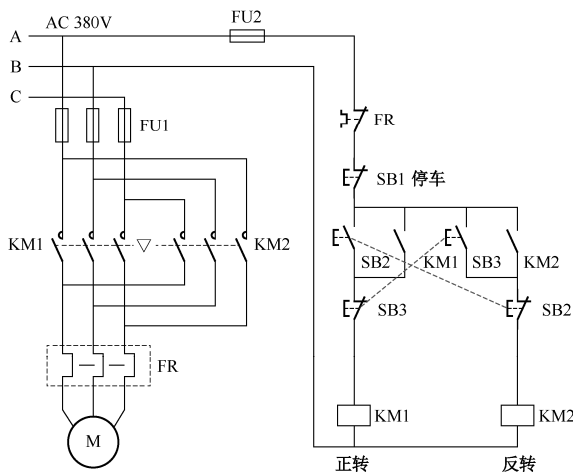 AC 380V
FU2
A
B
C
FU1
FR
SB1 停车
KM1
KM2
SB2
KM1
SB3
KM2
SB3
SB2
FR
M
KM1
KM2
正转
反转